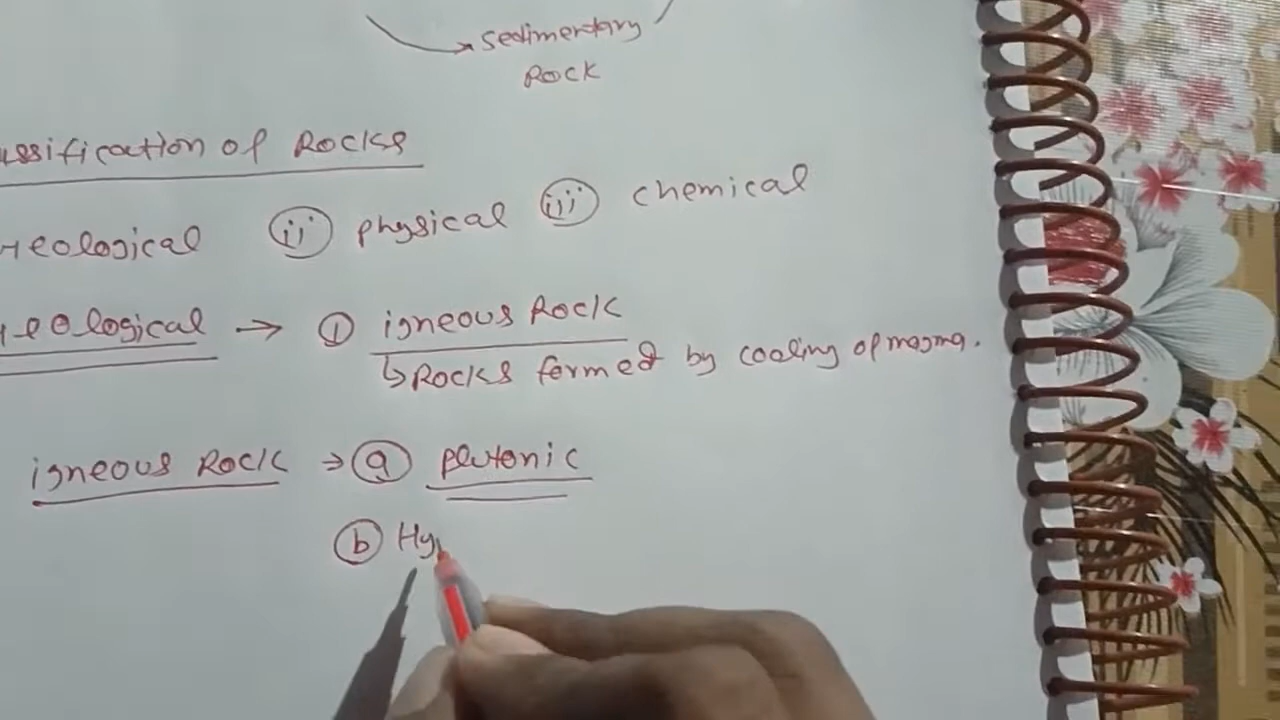 sedimentary
Rock
assification of Rocks
eological ii physical iii chemical
eological → 1 igneous Rock
↳ Rocks formed by cooling of magma.
igneous Rock ⇒ a plutonic
b Hy